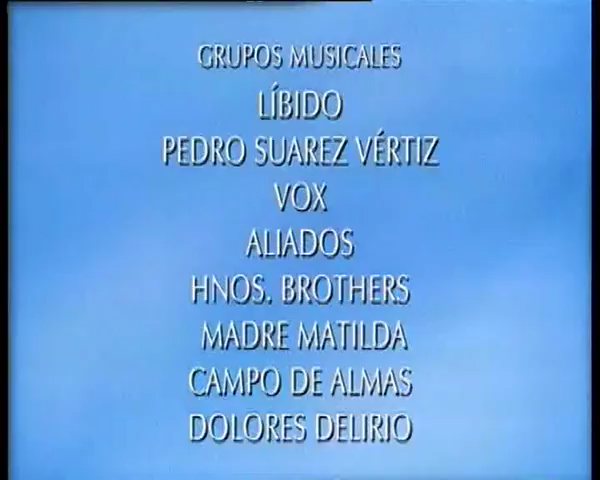 GRUPOS MUSICALES
LÍBIDO
PEDRO SUAREZ VÉRTIZ
VOX
ALIADOS
HNOS. BROTHERS
MADRE MATILDA
CAMPO DE ALMAS
DOLORES DELIRIO